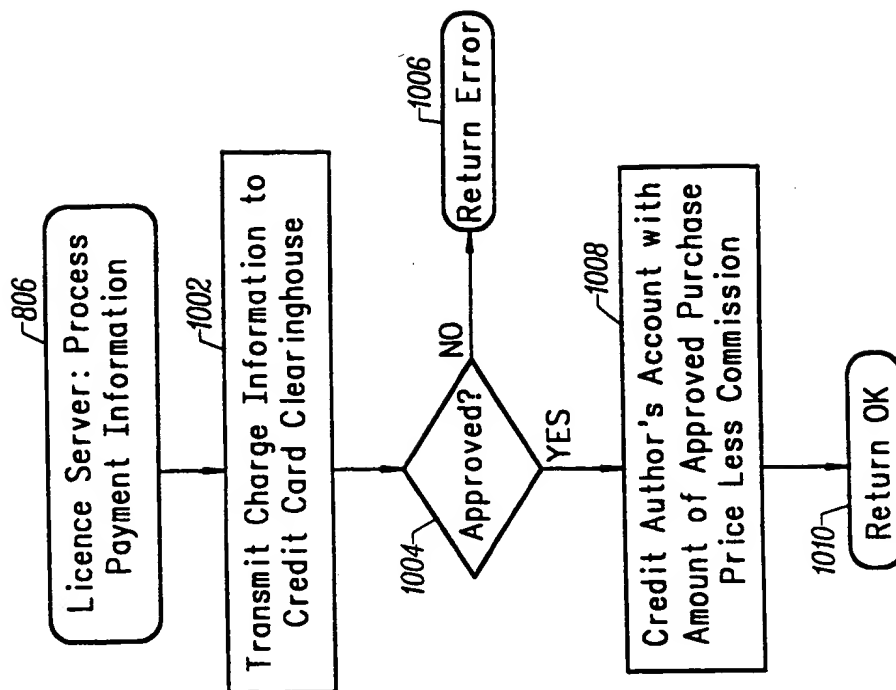 806
Licence Server: Process
Payment Information
1002
Transmit Charge Information to
Credit Card Clearinghouse
1004
Approved?
NO
1006
Return Error
YES
1008
Credit Author's Account with
Amount of Approved Purchase
Price Less Commission
1010
Return OK